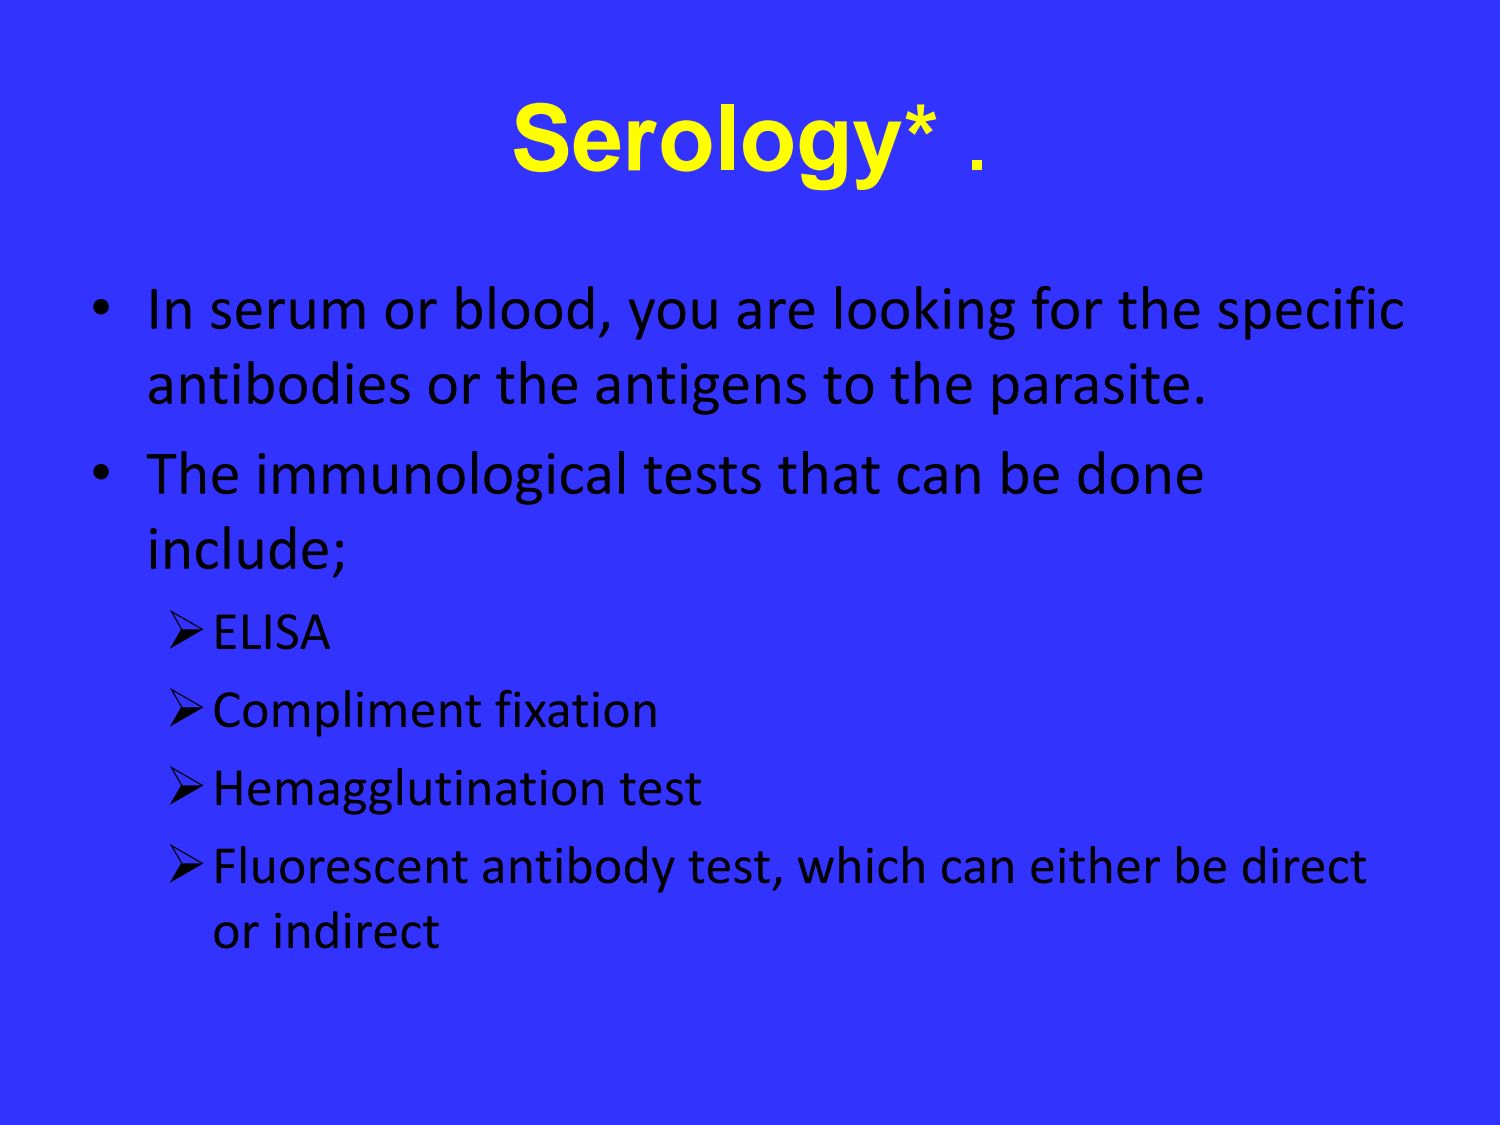 Serology* .
• In serum or blood, you are looking for the specific
antibodies or the antigens to the parasite.
• The immunological tests that can be done
include;
➢ELISA
➢Compliment fixation
➢Hemagglutination test
➢Fluorescent antibody test, which can either be direct
or indirect